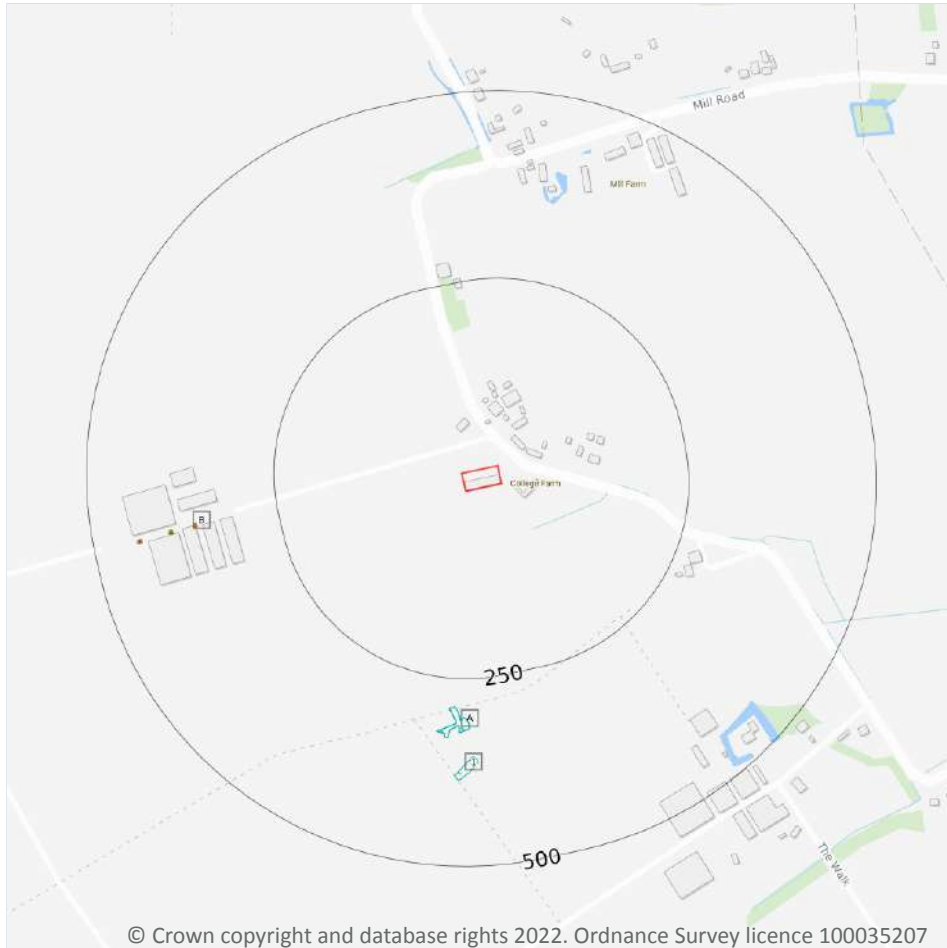 Mill Road
Mill Farm
College Farm
B
250
A
1
500
The Walk
© Crown copyright and database rights 2022. Ordnance Survey licence 100035207